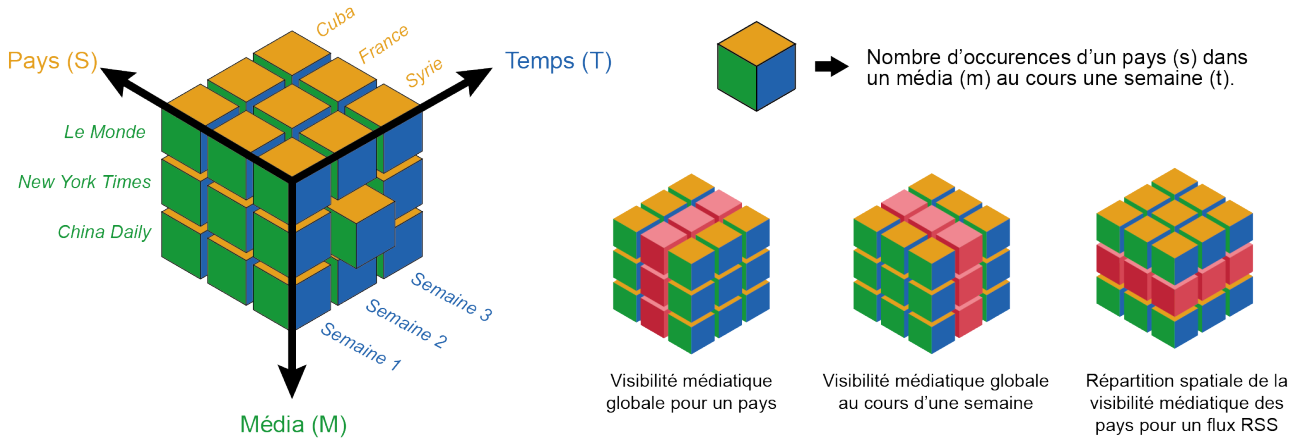 Pays (S)
Cuba
France
Syrie
Temps (T)
Le Monde
New York Times
China Daily
Semaine 3
Semaine 2
Semaine 1
Média (M)
Nombre d’occurences d’un pays (s) dans
un média (m) au cours une semaine (t).
Visibilité médiatique
globale pour un pays
Visibilité médiatique globale
au cours d’une semaine
Répartition spatiale de la
visibilité médiatique des
pays pour un flux RSS